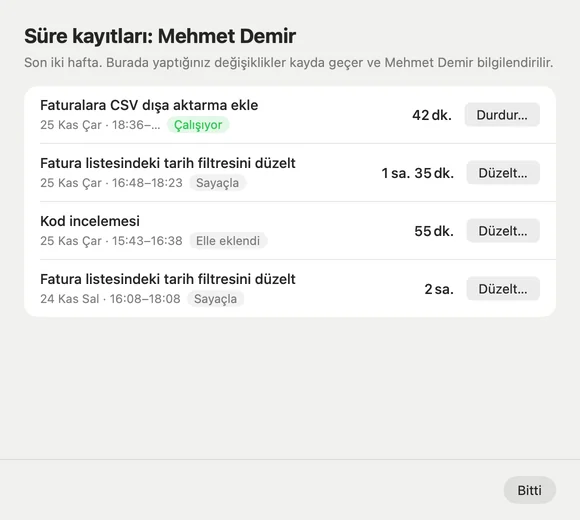 Süre kayıtları: Mehmet Demir
Son iki hafta. Burada yaptığınız değişiklikler kayda geçer ve Mehmet Demir bilgilendirilir.
Faturalara CSV dışa aktarma ekle
25 Kas Çar · 18:36–... Çalışıyor
42 dk.
Durdur...
Fatura listesindeki tarih filtresini düzelt
25 Kas Çar · 16:48–18:23 Sayaçla
1 sa. 35 dk.
Düzelt...
Kod incelemesi
25 Kas Çar · 15:43–16:38 Elle eklendi
55 dk.
Düzelt...
Fatura listesindeki tarih filtresini düzelt
24 Kas Sal · 16:08–18:08 Sayaçla
2 sa.
Düzelt...
Bitti